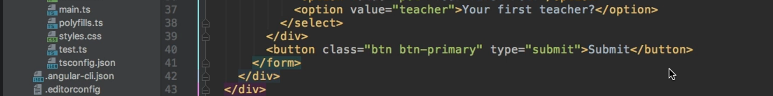 main.ts 37 <option value="teacher">Your first teacher?</option>
polyfills.ts 38 </select>
styles.css 39 </div>
test.ts 40 <button class="btn btn-primary" type="submit">Submit</button>
tsconfig.json 41 </form>
.angular-cli.json 42 </div>
.editorconfig 43 </div>